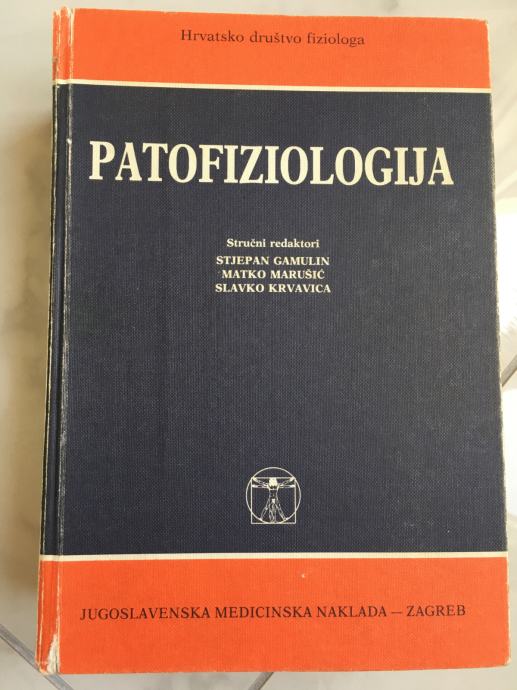 Hrvatsko društvo fiziologa
PATOFIZIOLOGIJA
Stručni redaktori
STJEPAN GAMULIN
MATKO MARUŠIĆ
SLAVKO KRVAVICA
JUGOSLAVENSKA MEDICINSKA NAKLADA — ZAGREB